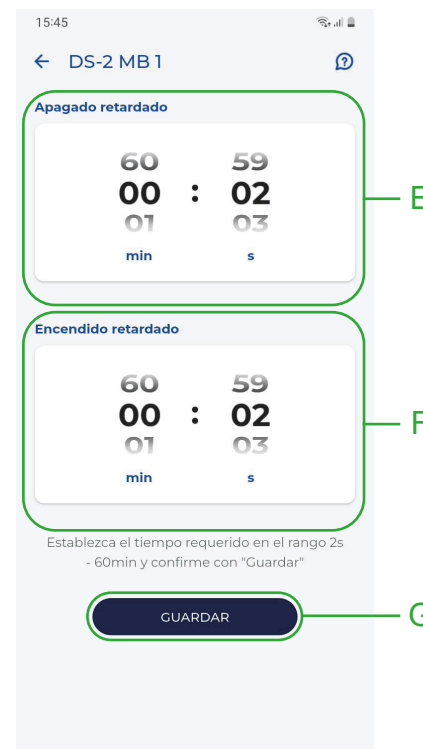 15:45
DS-2 MB 1
Apagado retardado
60 59
00 : 02
01 03
min s
E
Encendido retardado
60 59
00 : 02
01 03
min s
F
Establezca el tiempo requerido en el rango 2s
- 60min y confirme con "Guardar"
GUARDAR
G